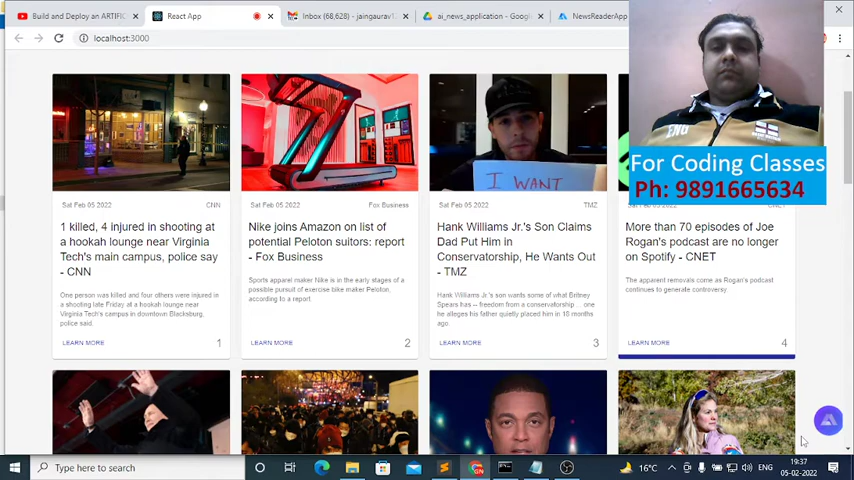 Build and Deploy an ARTIFIC
React App
Inbox (68,628) - jaingaurav1
ai_news_application - Google
NewsReaderApp
localhost:3000
I WANT
ENG
For Coding Classes
Ph: 9891665634
Sat Feb 05 2022 CNN
1 killed, 4 injured in shooting at
a hookah lounge near Virginia
Tech's main campus, police say
- CNN
One person was killed and four others were injured in
a shooting late Friday at a hookah lounge near
Virginia Tech's campus in downtown Blacksburg,
police said.
LEARN MORE 1
Sat Feb 05 2022 Fox Business
Nike joins Amazon on list of
potential Peloton suitors: report
- Fox Business
Sports apparel maker Nike is in the early stages of a
possible pursuit of exercise bike maker Peloton,
according to a report.
LEARN MORE 2
Sat Feb 05 2022 TMZ
Hank Williams Jr.'s Son Claims
Dad Put Him in
Conservatorship, He Wants Out
- TMZ
Hank Williams Jr.'s son wants some of what Britney
Spears has -- freedom from a conservatorship ... one
he alleges his father quietly placed him in 18 months
ago.
LEARN MORE 3
More than 70 episodes of Joe
Rogan's podcast are no longer
on Spotify - CNET
The apparent removals come as Rogan's podcast
continues to generate controversy.
LEARN MORE 4
Type here to search
16°C
ENG
19:37
05-02-2022